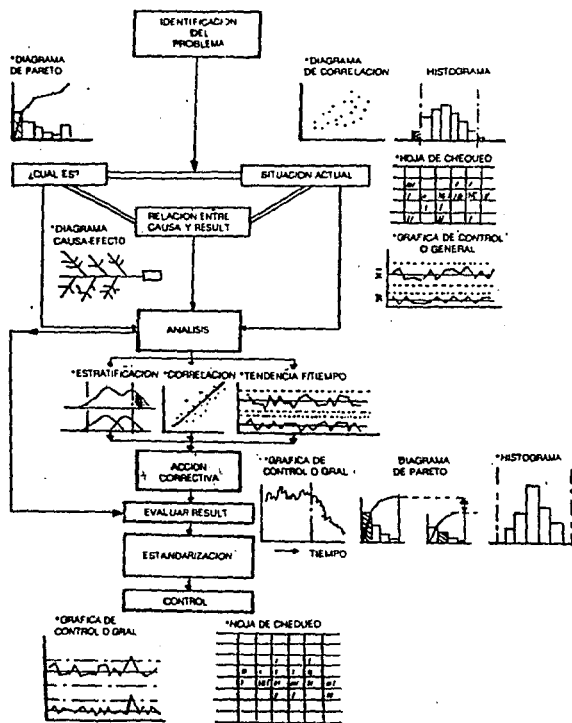 IDENTIFICACION
DEL
PROBLEMA
*DIAGRAMA
DE PARETO
*DIAGRAMA
DE CORRELACION
HISTOGRAMA
¿CUAL ES?
SITUACION ACTUAL
*HOJA DE CHEQUEO
RELACION ENTRE
CAUSA Y RESULT
*DIAGRAMA
CAUSA-EFECTO
*GRAFICA DE CONTROL
O GENERAL
ANALISIS
*ESTRATIFICACION
*CORRELACION
*TENDENCIA F/TIEMPO
ACCION
CORRECTIVA
*GRAFICA DE
CONTROL O GRAL
DIAGRAMA
DE PARETO
*HISTOGRAMA
EVALUAR RESULT
TIEMPO
ESTANDARIZACION
CONTROL
*GRAFICA DE
CONTROL O GRAL
*HOJA DE CHEDUEO